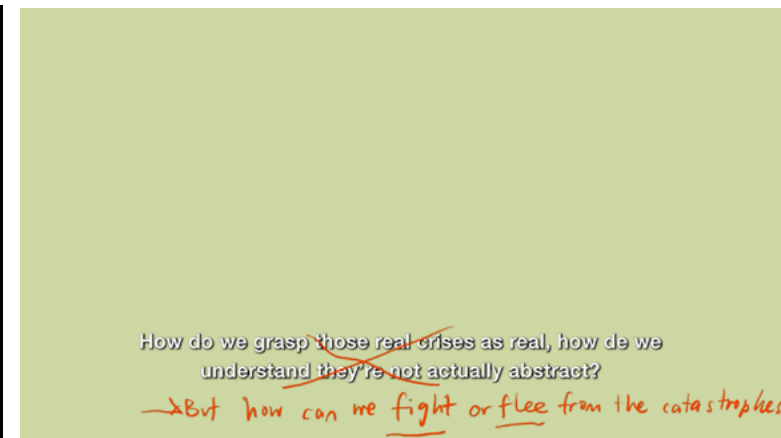 How do we grasp those real crises as real, how de we
understand they're not actually abstract?
→But how can we fight or flee from the catastrophes